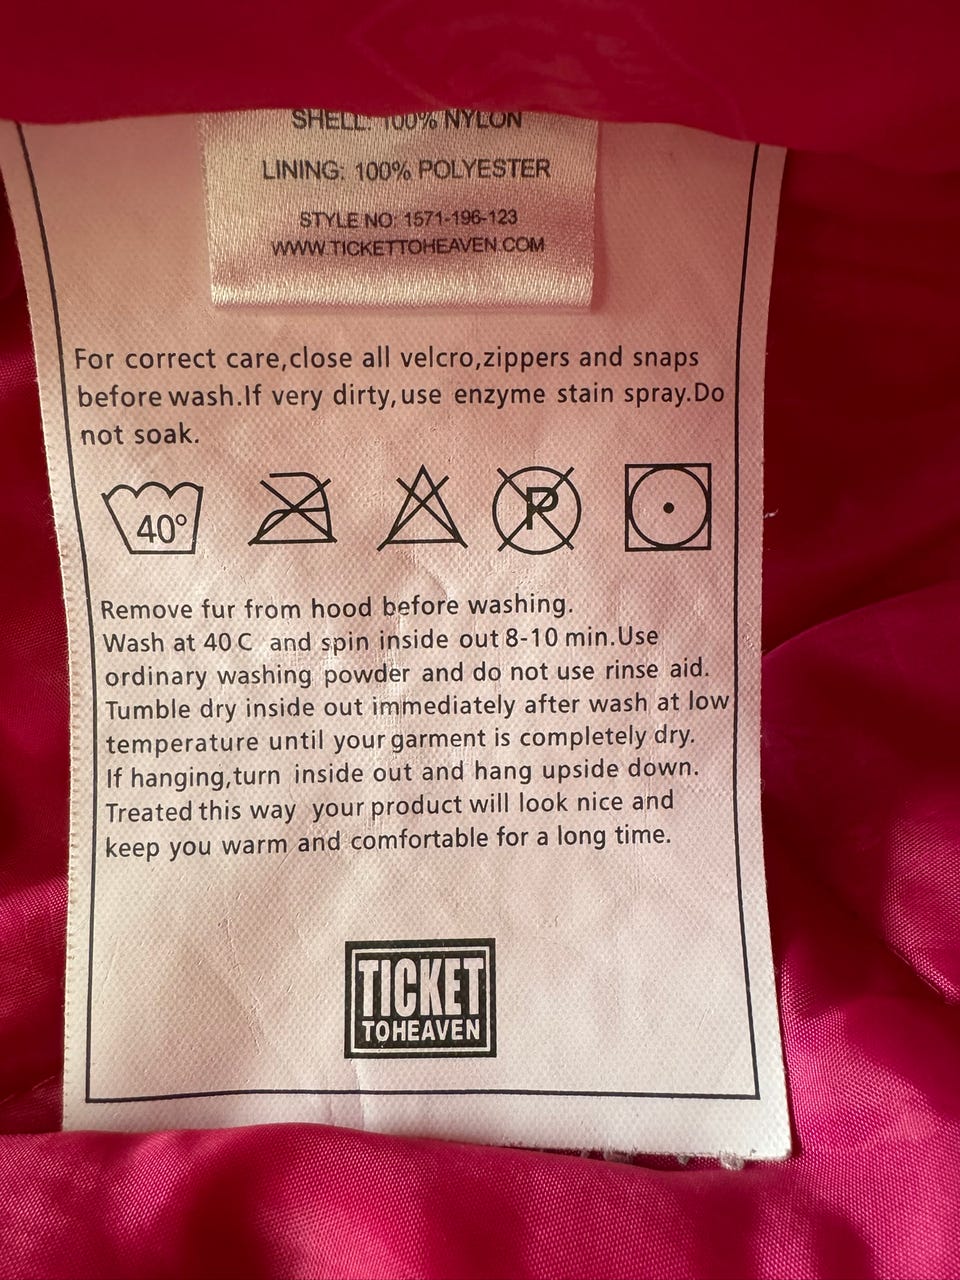 SHELL: 100% NYLON
LINING: 100% POLYESTER
STYLE NO: 1571-196-123
WWW.TICKETTOHEAVEN.COM
For correct care,close all velcro,zippers and snaps
before wash.If very dirty,use enzyme stain spray.Do
not soak.
40° P
Remove fur from hood before washing.
Wash at 40 C and spin inside out 8-10 min.Use
ordinary washing powder and do not use rinse aid.
Tumble dry inside out immediately after wash at low
temperature until your garment is completely dry.
If hanging,turn inside out and hang upside down.
Treated this way your product will look nice and
keep you warm and comfortable for a long time.
TICKET
TO HEAVEN